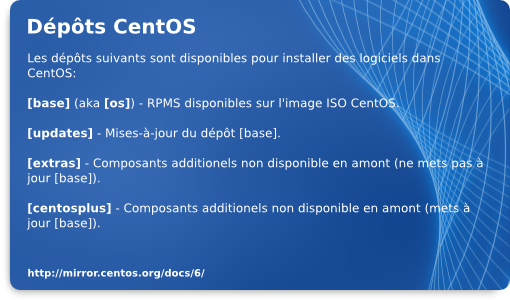 Dépôts CentOS
Les dépôts suivants sont disponibles pour installer des logiciels dans
CentOS:
[base] (aka [os]) - RPMS disponibles sur l'image ISO CentOS.
[updates] - Mises-à-jour du dépôt [base].
[extras] - Composants additionels non disponible en amont (ne mets pas à
jour [base]).
[centosplus] - Composants additionels non disponible en amont (mets à
jour [base]).
http://mirror.centos.org/docs/6/